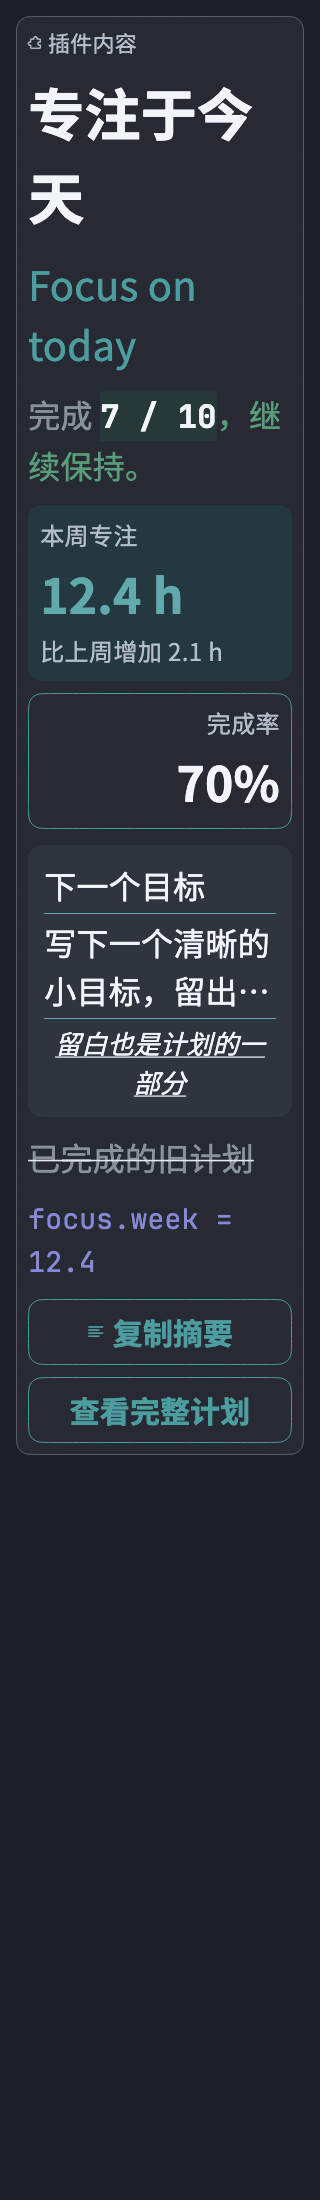 插件内容
专注于今
天
Focus on
today
完成 7 / 10，继
续保持。
本周专注
12.4 h
比上周增加 2.1 h
完成率
70%
下一个目标
写下一个清晰的
小目标，留出…
留白也是计划的一
部分
已完成的旧计划
focus.week =
12.4
复制摘要
查看完整计划